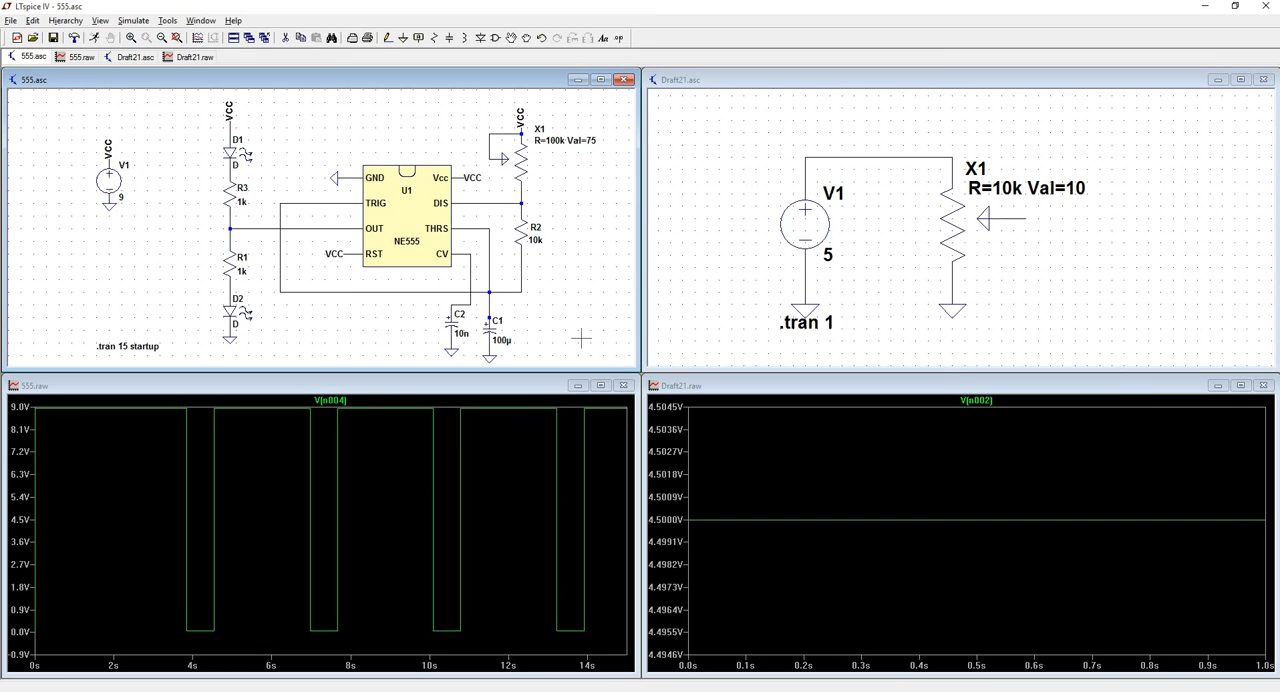 LTspice IV - 555.asc
File Edit Hierarchy View Simulate Tools Window Help
555.asc 555.raw Draft21.asc Draft21.raw
555.asc
VCC
V1
9
VCC
D1
D
R3
1k
R1
1k
D2
D
GND
TRIG
OUT
RST
U1
NE555
Vcc
DIS
THRS
CV
VCC
VCC
VCC
X1
R=100k Val=75
R2
10k
C2
10n
C1
100µ
.tran 15 startup
Draft21.asc
V1
5
X1
R=10k Val=10
.tran 1
555.raw
V(n004)
9.0V
8.1V
7.2V
6.3V
5.4V
4.5V
3.6V
2.7V
1.8V
0.9V
0.0V
-0.9V
0s 2s 4s 6s 8s 10s 12s 14s
Draft21.raw
V(n002)
4.5045V
4.5036V
4.5027V
4.5018V
4.5009V
4.5000V
4.4991V
4.4982V
4.4973V
4.4964V
4.4955V
4.4946V
0.0s 0.1s 0.2s 0.3s 0.4s 0.5s 0.6s 0.7s 0.8s 0.9s 1.0s